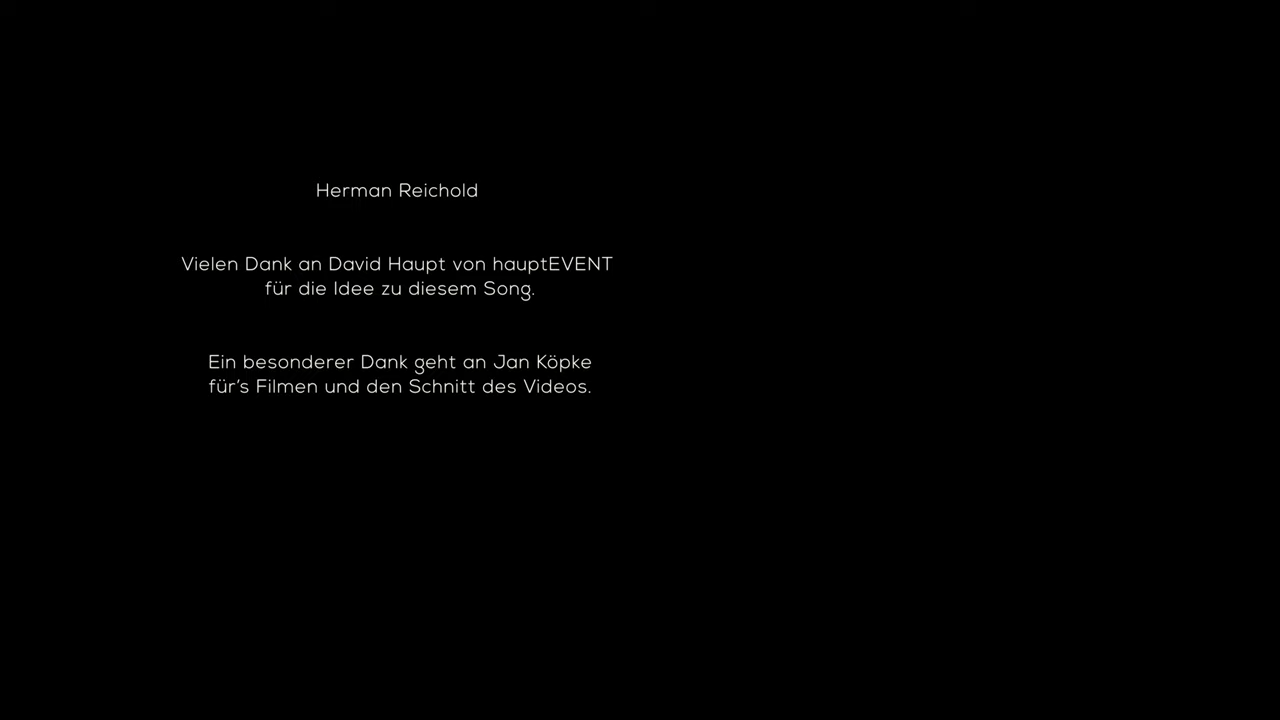 Herman Reichold
Vielen Dank an David Haupt von hauptEVENT
für die Idee zu diesem Song.
Ein besonderer Dank geht an Jan Köpke
für's Filmen und den Schnitt des Videos.